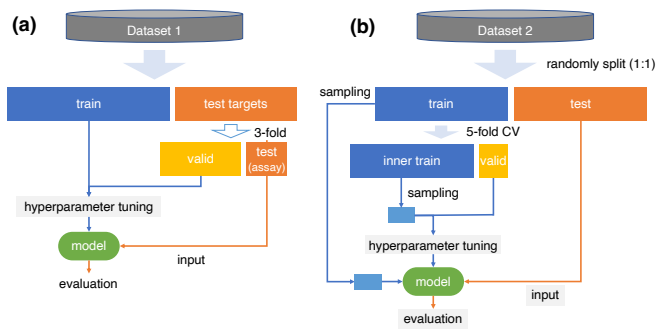 (a)
Dataset 1
train
test targets
3-fold
valid
test
(assay)
hyperparameter tuning
model
input
evaluation
(b)
Dataset 2
randomly split (1:1)
sampling
train
test
5-fold CV
inner train
valid
sampling
hyperparameter tuning
model
input
evaluation